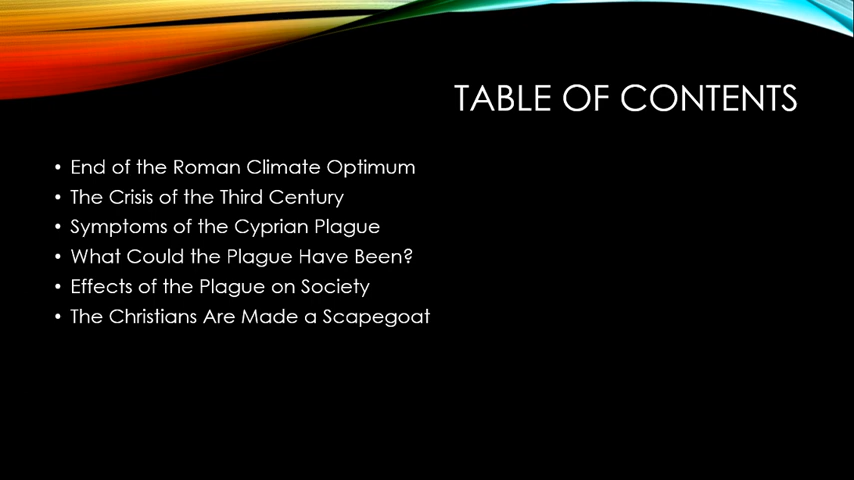 TABLE OF CONTENTS
• End of the Roman Climate Optimum
• The Crisis of the Third Century
• Symptoms of the Cyprian Plague
• What Could the Plague Have Been?
• Effects of the Plague on Society
• The Christians Are Made a Scapegoat